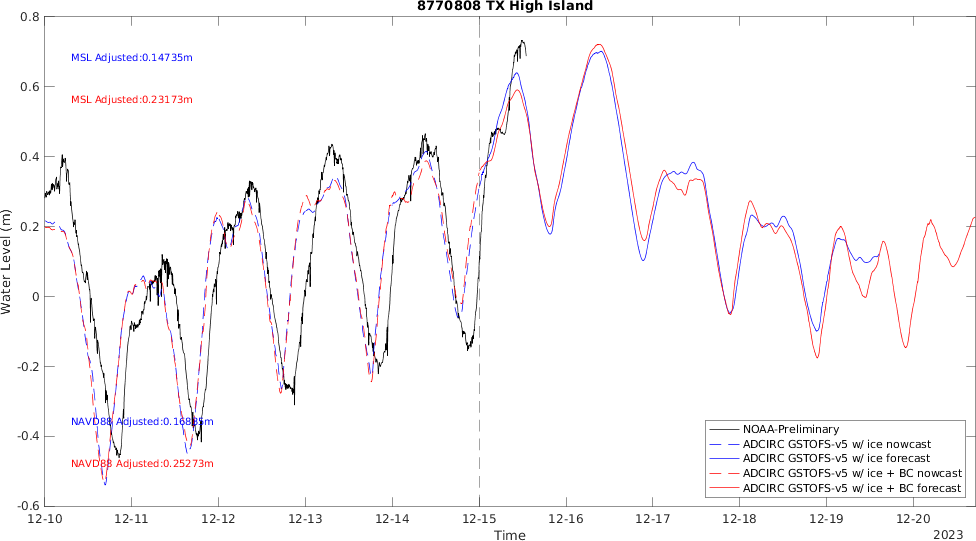 8770808 TX High Island
0.8
0.6
0.4
0.2
0
-0.2
-0.4
-0.6
Water Level (m)
MSL Adjusted:0.14735m
MSL Adjusted:0.23173m
NAVD88 Adjusted:0.16835m
NAVD88 Adjusted:0.25273m
NOAA-Preliminary
ADCIRC GSTOFS-v5 w/ ice nowcast
ADCIRC GSTOFS-v5 w/ ice forecast
ADCIRC GSTOFS-v5 w/ ice + BC nowcast
ADCIRC GSTOFS-v5 w/ ice + BC forecast
12-10 12-11 12-12 12-13 12-14 12-15 12-16 12-17 12-18 12-19 12-20
Time
2023